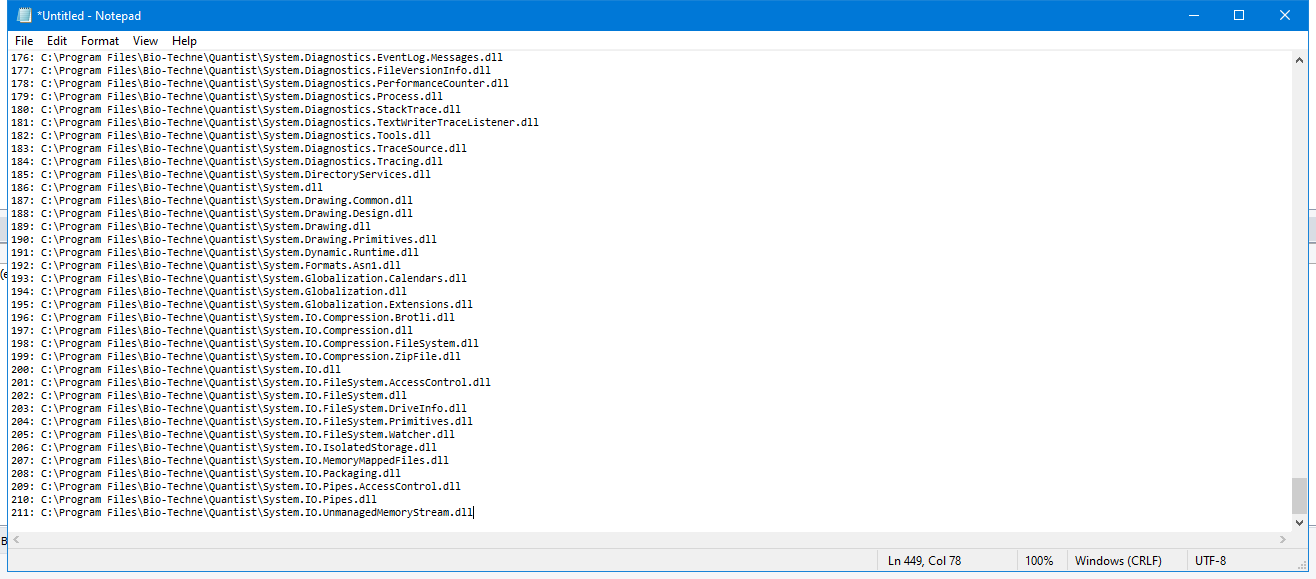 *Untitled - Notepad
File Edit Format View Help
176: C:\Program Files\Bio-Techne\Quantist\System.Diagnostics.EventLog.Messages.dll
177: C:\Program Files\Bio-Techne\Quantist\System.Diagnostics.FileVersionInfo.dll
178: C:\Program Files\Bio-Techne\Quantist\System.Diagnostics.PerformanceCounter.dll
179: C:\Program Files\Bio-Techne\Quantist\System.Diagnostics.Process.dll
180: C:\Program Files\Bio-Techne\Quantist\System.Diagnostics.StackTrace.dll
181: C:\Program Files\Bio-Techne\Quantist\System.Diagnostics.TextWriterTraceListener.dll
182: C:\Program Files\Bio-Techne\Quantist\System.Diagnostics.Tools.dll
183: C:\Program Files\Bio-Techne\Quantist\System.Diagnostics.TraceSource.dll
184: C:\Program Files\Bio-Techne\Quantist\System.Diagnostics.Tracing.dll
185: C:\Program Files\Bio-Techne\Quantist\System.DirectoryServices.dll
186: C:\Program Files\Bio-Techne\Quantist\System.dll
187: C:\Program Files\Bio-Techne\Quantist\System.Drawing.Common.dll
188: C:\Program Files\Bio-Techne\Quantist\System.Drawing.Design.dll
189: C:\Program Files\Bio-Techne\Quantist\System.Drawing.dll
190: C:\Program Files\Bio-Techne\Quantist\System.Drawing.Primitives.dll
191: C:\Program Files\Bio-Techne\Quantist\System.Dynamic.Runtime.dll
192: C:\Program Files\Bio-Techne\Quantist\System.Formats.Asn1.dll
193: C:\Program Files\Bio-Techne\Quantist\System.Globalization.Calendars.dll
194: C:\Program Files\Bio-Techne\Quantist\System.Globalization.dll
195: C:\Program Files\Bio-Techne\Quantist\System.Globalization.Extensions.dll
196: C:\Program Files\Bio-Techne\Quantist\System.IO.Compression.Brotli.dll
197: C:\Program Files\Bio-Techne\Quantist\System.IO.Compression.dll
198: C:\Program Files\Bio-Techne\Quantist\System.IO.Compression.FileSystem.dll
199: C:\Program Files\Bio-Techne\Quantist\System.IO.Compression.ZipFile.dll
200: C:\Program Files\Bio-Techne\Quantist\System.IO.dll
201: C:\Program Files\Bio-Techne\Quantist\System.IO.FileSystem.AccessControl.dll
202: C:\Program Files\Bio-Techne\Quantist\System.IO.FileSystem.dll
203: C:\Program Files\Bio-Techne\Quantist\System.IO.FileSystem.DriveInfo.dll
204: C:\Program Files\Bio-Techne\Quantist\System.IO.FileSystem.Primitives.dll
205: C:\Program Files\Bio-Techne\Quantist\System.IO.FileSystem.Watcher.dll
206: C:\Program Files\Bio-Techne\Quantist\System.IO.IsolatedStorage.dll
207: C:\Program Files\Bio-Techne\Quantist\System.IO.MemoryMappedFiles.dll
208: C:\Program Files\Bio-Techne\Quantist\System.IO.Packaging.dll
209: C:\Program Files\Bio-Techne\Quantist\System.IO.Pipes.AccessControl.dll
210: C:\Program Files\Bio-Techne\Quantist\System.IO.Pipes.dll
211: C:\Program Files\Bio-Techne\Quantist\System.IO.UnmanagedMemoryStream.dll
Ln 449, Col 78 100% Windows (CRLF) UTF-8